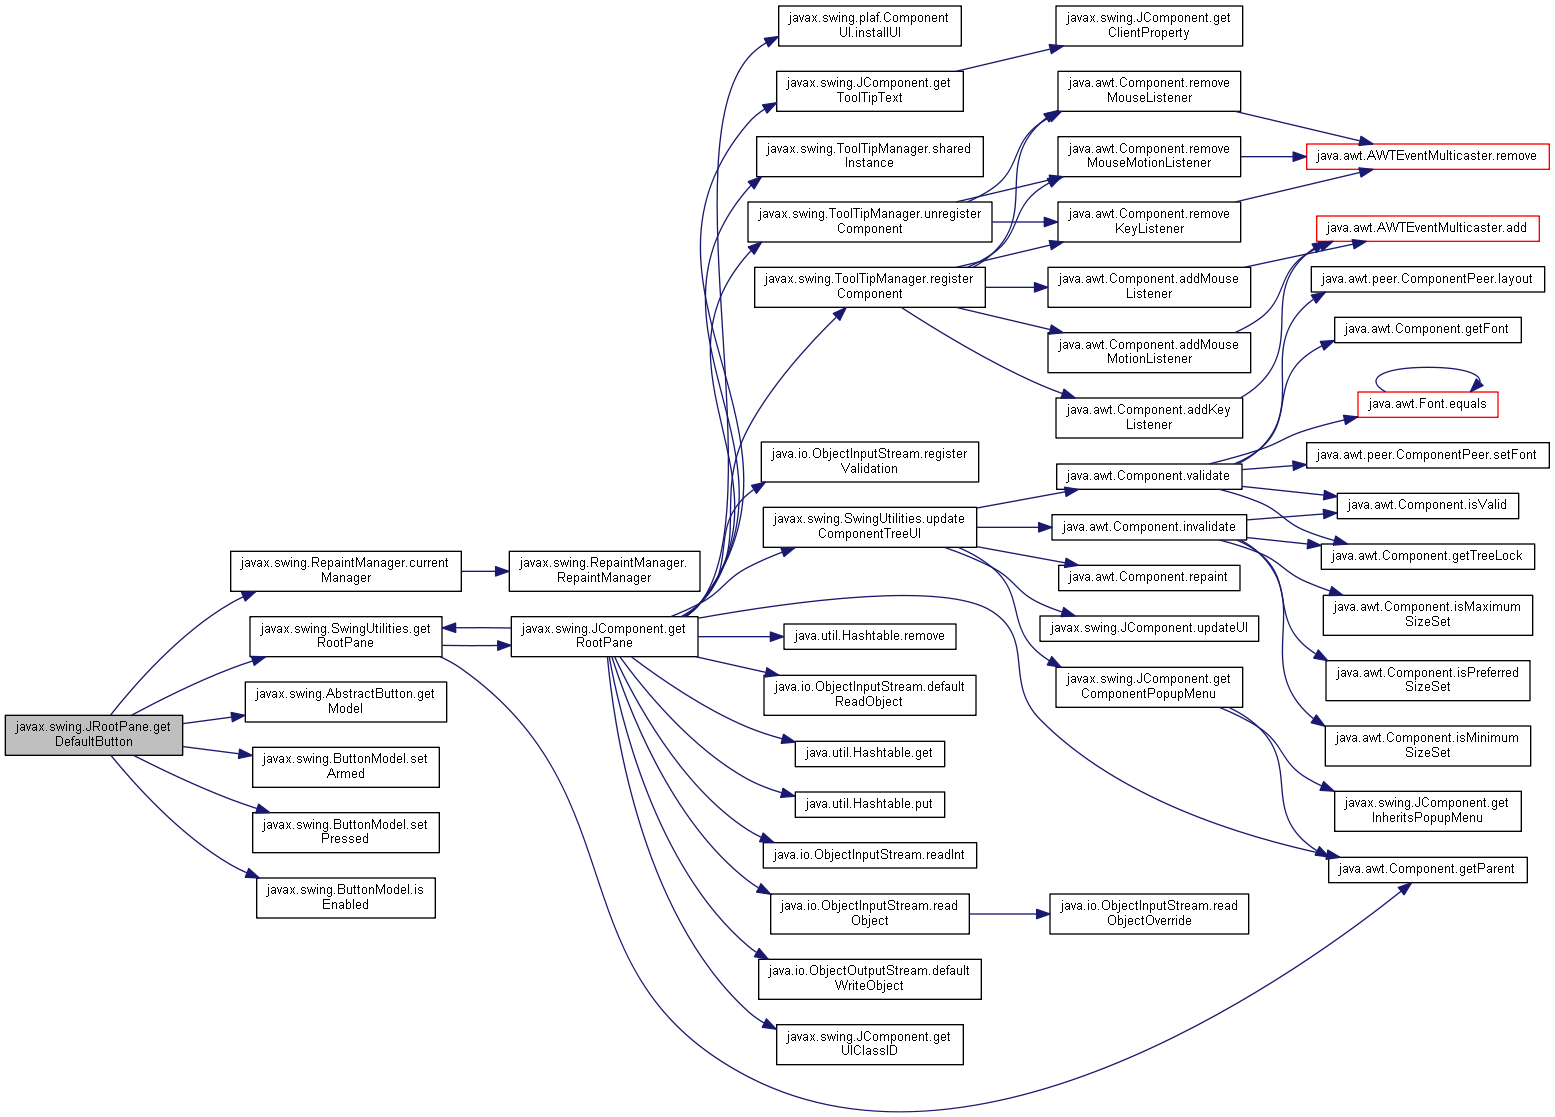 javax.swing.JRootPane.get
DefaultButton
javax.swing.RepaintManager.current
Manager
javax.swing.SwingUtilities.get
RootPane
javax.swing.AbstractButton.get
Model
javax.swing.ButtonModel.set
Armed
javax.swing.ButtonModel.set
Pressed
javax.swing.ButtonModel.is
Enabled
javax.swing.RepaintManager.
RepaintManager
javax.swing.JComponent.get
RootPane
javax.swing.plaf.Component
UI.installUI
javax.swing.JComponent.get
ToolTipText
javax.swing.ToolTipManager.shared
Instance
javax.swing.ToolTipManager.unregister
Component
javax.swing.ToolTipManager.register
Component
java.io.ObjectInputStream.register
Validation
javax.swing.SwingUtilities.update
ComponentTreeUI
java.util.Hashtable.remove
java.io.ObjectInputStream.default
ReadObject
java.util.Hashtable.get
java.util.Hashtable.put
java.io.ObjectInputStream.readInt
java.io.ObjectInputStream.read
Object
java.io.ObjectOutputStream.default
WriteObject
javax.swing.JComponent.get
UIClassID
javax.swing.JComponent.get
ClientProperty
java.awt.Component.remove
MouseListener
java.awt.Component.remove
MouseMotionListener
java.awt.Component.remove
KeyListener
java.awt.Component.addMouse
Listener
java.awt.Component.addMouse
MotionListener
java.awt.Component.addKey
Listener
java.awt.Component.validate
java.awt.Component.invalidate
java.awt.Component.repaint
javax.swing.JComponent.updateUI
javax.swing.JComponent.get
ComponentPopupMenu
java.io.ObjectInputStream.read
ObjectOverride
java.awt.AWTEventMulticaster.remove
java.awt.AWTEventMulticaster.add
java.awt.peer.ComponentPeer.layout
java.awt.Component.getFont
java.awt.Font.equals
java.awt.peer.ComponentPeer.setFont
java.awt.Component.isValid
java.awt.Component.getTreeLock
java.awt.Component.isMaximum
SizeSet
java.awt.Component.isPreferred
SizeSet
java.awt.Component.isMinimum
SizeSet
javax.swing.JComponent.get
InheritsPopupMenu
java.awt.Component.getParent